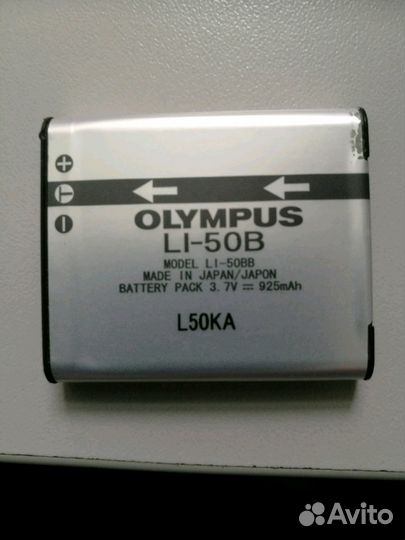 OLYMPUS
LI-50B
MODEL LI-50BB
MADE IN JAPAN/JAPON
BATTERY PACK 3.7V ⎓ 925mAh
L50KA
Avito